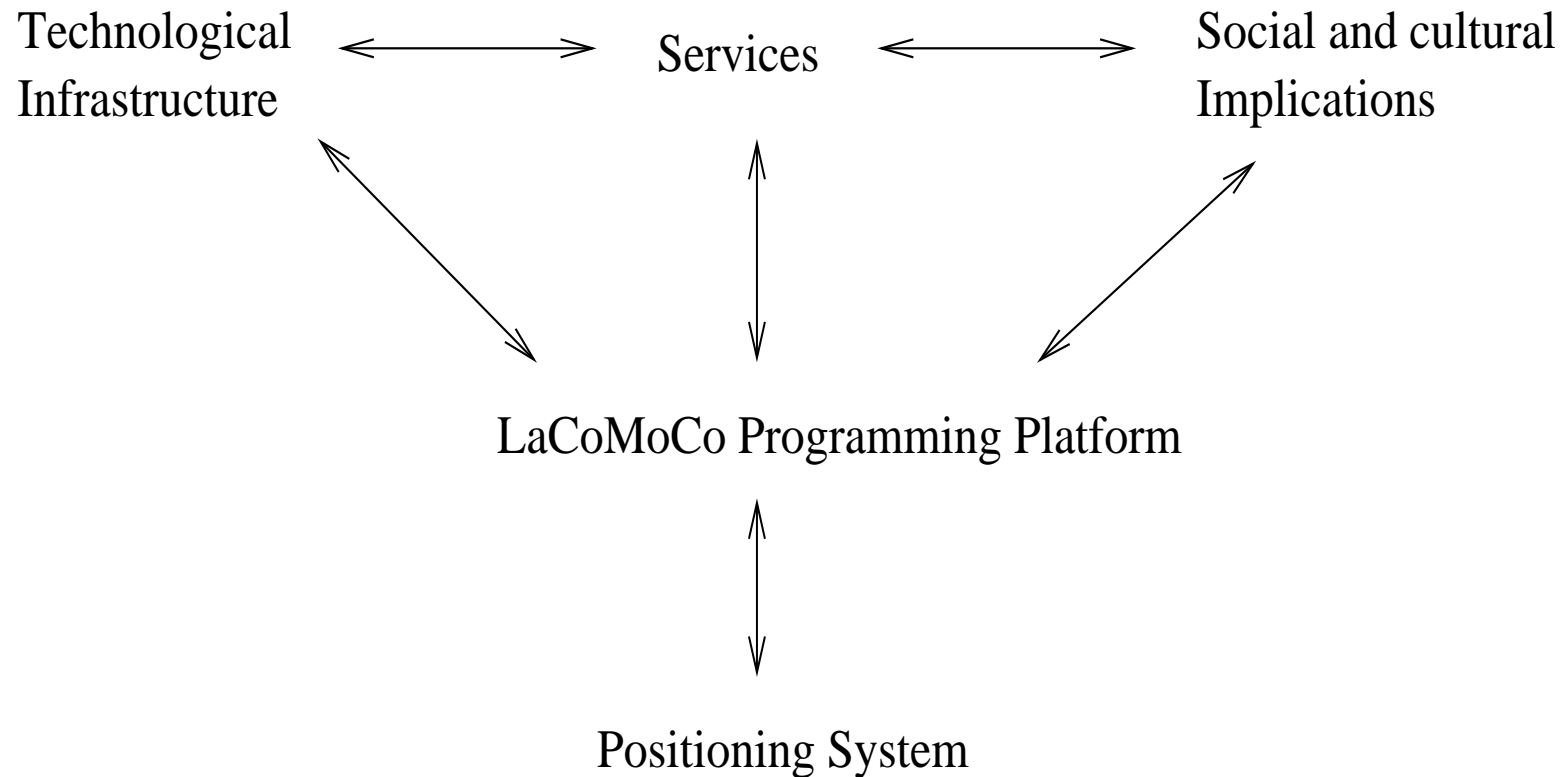 Technological
Infrastructure
Services
Social and cultural
Implications
LaCoMoCo Programming Platform
Positioning System